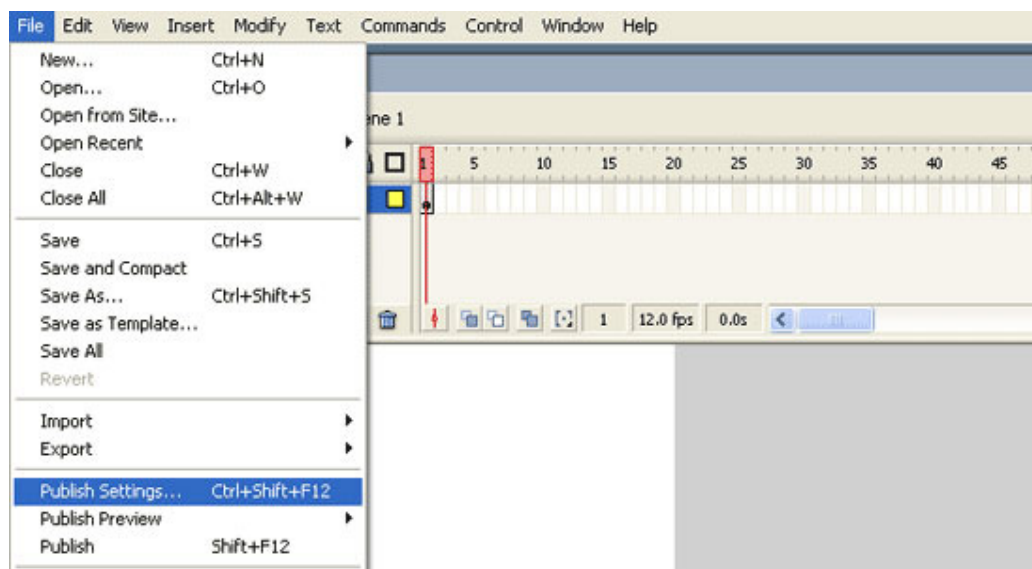 File Edit View Insert Modify Text Commands Control Window Help
New... Ctrl+N
Open... Ctrl+O
Open from Site...
ene 1
Open Recent
1 5 10 15 20 25 30 35 40 45
Close Ctrl+W
Close All Ctrl+Alt+W
Save Ctrl+S
Save and Compact
Save As... Ctrl+Shift+S
Save as Template... 1 12.0 fps 0.0s
Save All
Revert
Import
Export
Publish Settings... Ctrl+Shift+F12
Publish Preview
Publish Shift+F12